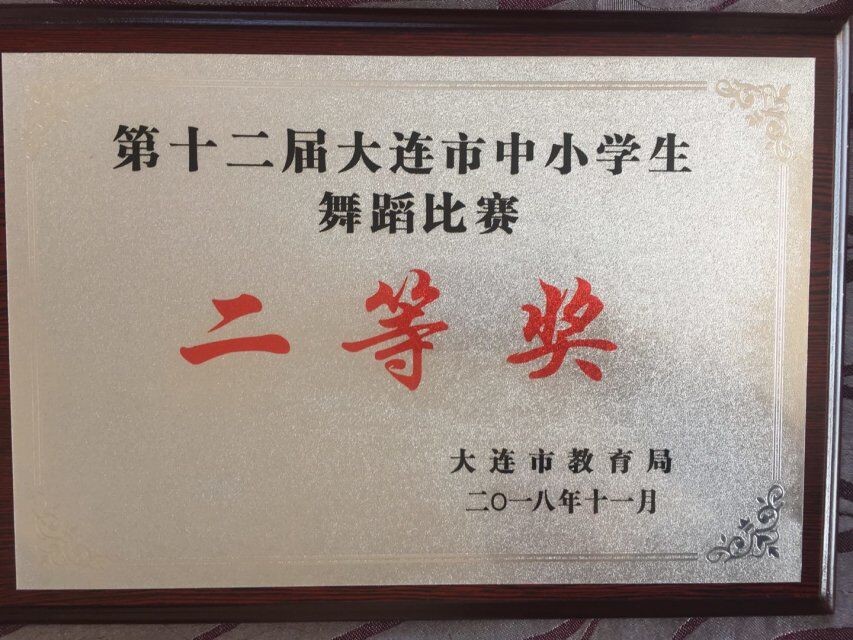 第十二届大连市中小学生
舞蹈比赛
二等奖
大连市教育局
二〇一八年十一月